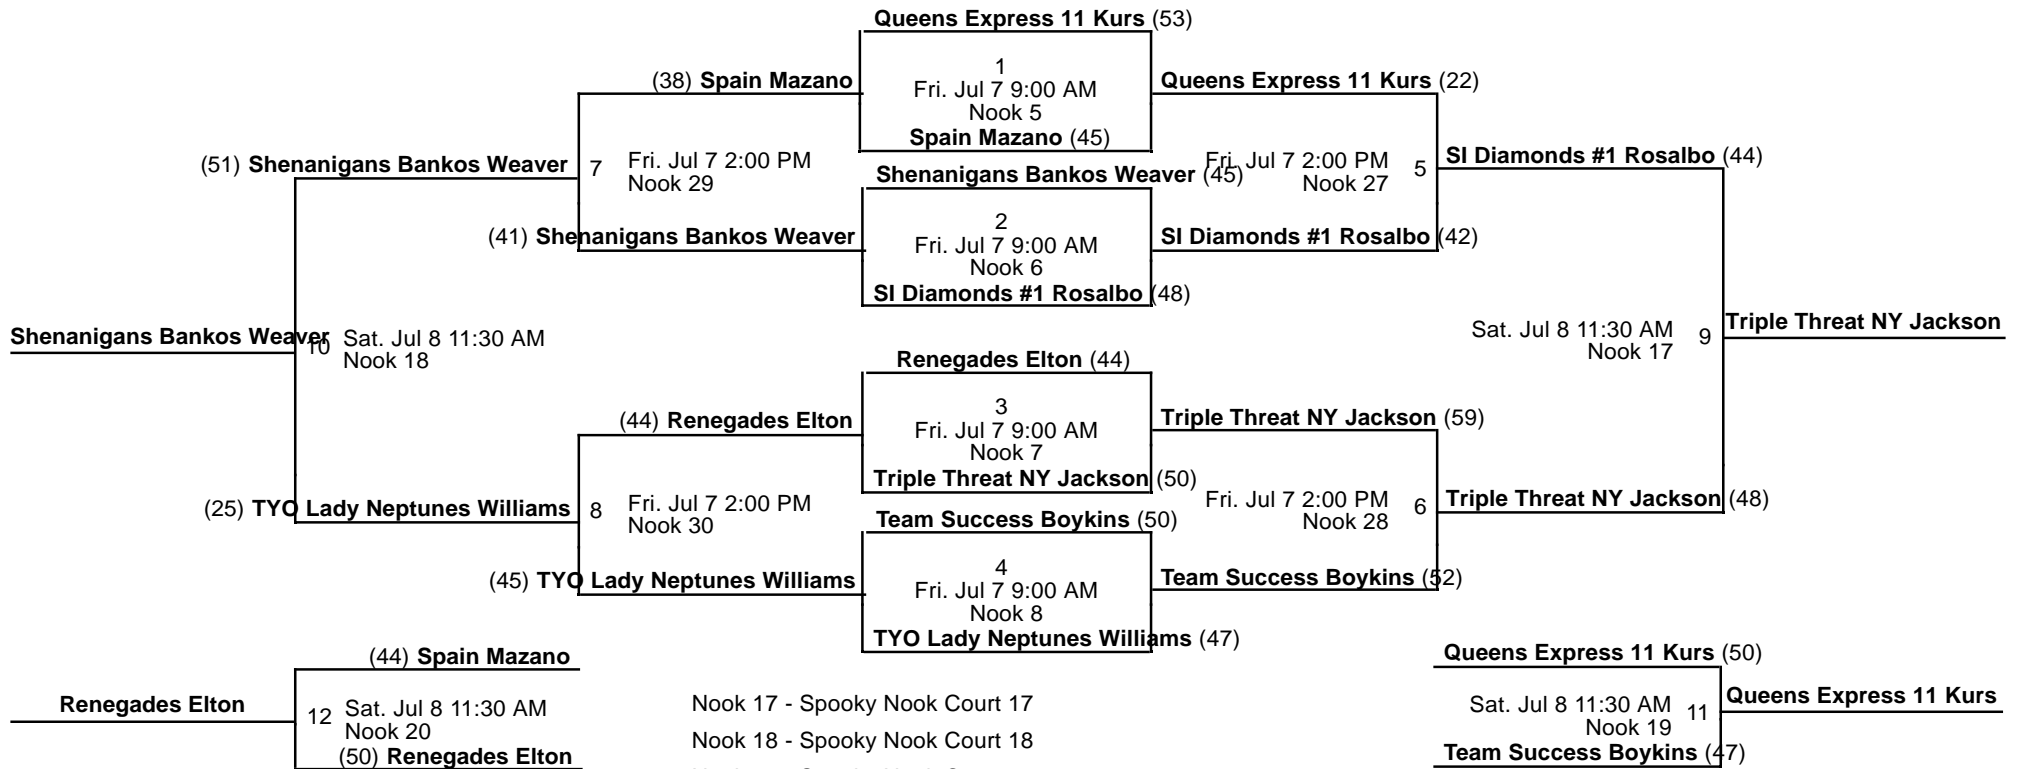 Queens Express 11 Kurs (53)
1
Fri. Jul 7 9:00 AM
Nook 5
Spain Mazano (45)
(38) Spain Mazano
Queens Express 11 Kurs (22)
(51) Shenanigans Bankos Weaver
7 Fri. Jul 7 2:00 PM
Nook 29
Shenanigans Bankos Weaver (45)
Fri. Jul 7 2:00 PM 5
Nook 27
SI Diamonds #1 Rosalbo (44)
2
Fri. Jul 7 9:00 AM
Nook 6
(41) Shenanigans Bankos Weaver
SI Diamonds #1 Rosalbo (42)
SI Diamonds #1 Rosalbo (48)
Shenanigans Bankos Weaver
10 Sat. Jul 8 11:30 AM
Nook 18
Sat. Jul 8 11:30 AM 9
Nook 17
Triple Threat NY Jackson
Renegades Elton (44)
3
Fri. Jul 7 9:00 AM
Nook 7
Triple Threat NY Jackson (50)
(44) Renegades Elton
Triple Threat NY Jackson (59)
(25) TYO Lady Neptunes Williams
8 Fri. Jul 7 2:00 PM
Nook 30
Team Success Boykins (50)
Fri. Jul 7 2:00 PM 6
Nook 28
Triple Threat NY Jackson (48)
4
Fri. Jul 7 9:00 AM
Nook 8
(45) TYO Lady Neptunes Williams
Team Success Boykins (52)
TYO Lady Neptunes Williams (47)
(44) Spain Mazano
Renegades Elton
12 Sat. Jul 8 11:30 AM
Nook 20
(50) Renegades Elton
Nook 17 - Spooky Nook Court 17
Nook 18 - Spooky Nook Court 18
Queens Express 11 Kurs (50)
Sat. Jul 8 11:30 AM 11
Nook 19
Queens Express 11 Kurs
Team Success Boykins (47)